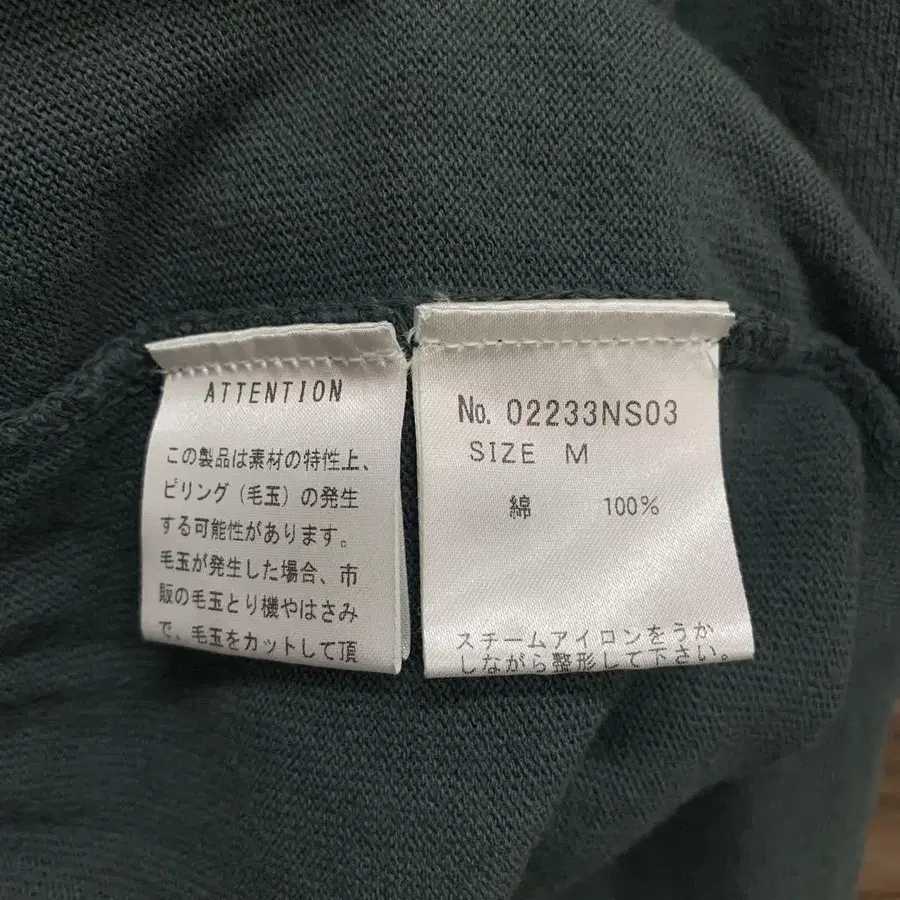 ATTENTION
この製品は素材の特性上、
ピリング（毛玉）の発生
する可能性があります。
毛玉が発生した場合、市
販の毛玉とり機やはさみ
で、毛玉をカットして頂
No. 02233NS03
SIZE M
綿 100%
スチームアイロンをうか
しながら整形して下さい。